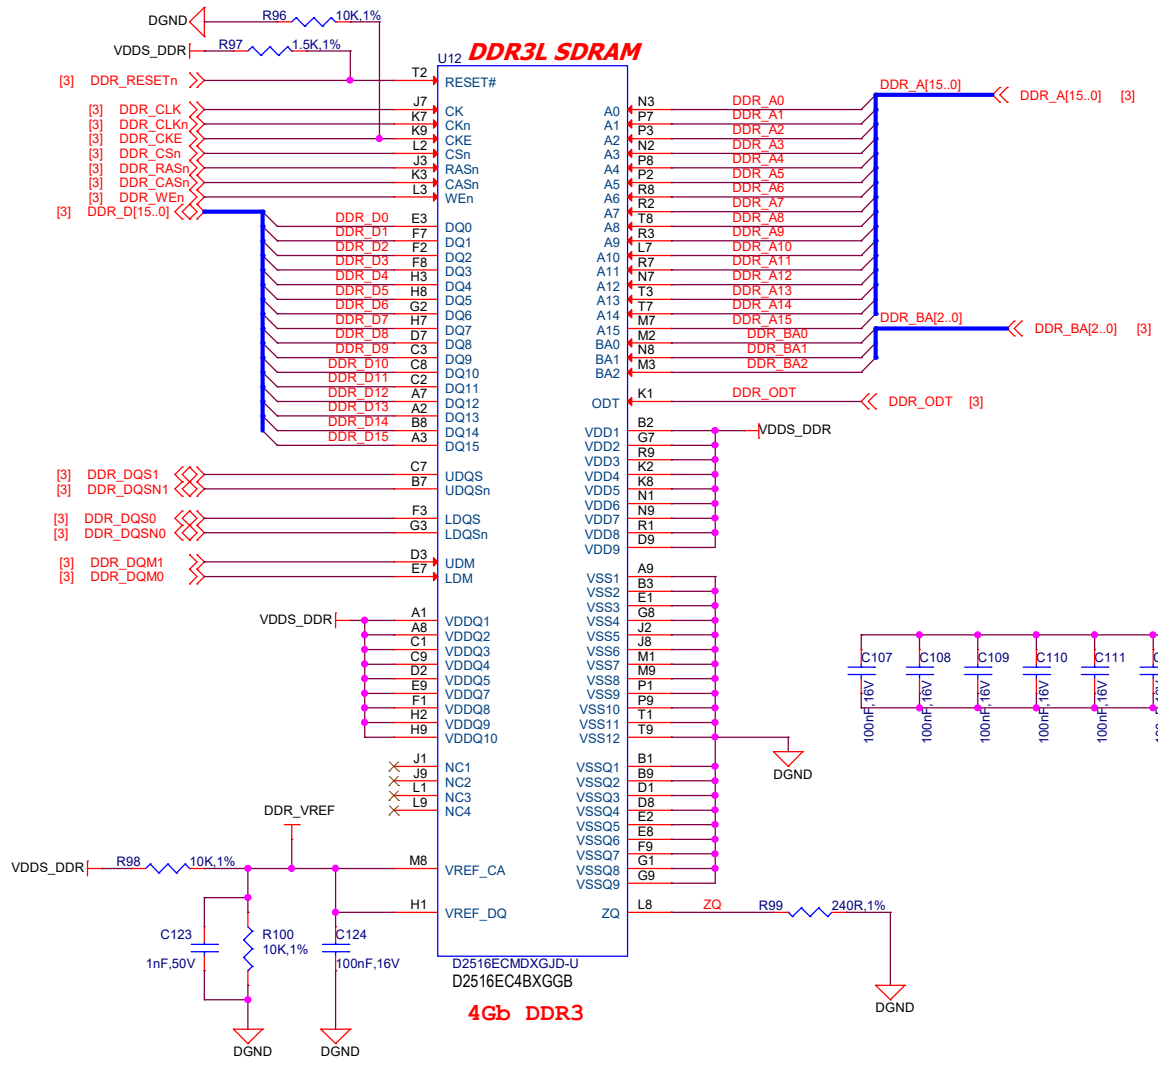 R96 10K,1%
DGND
VDDS_DDR R97 1.5K,1%
U12 DDR3L SDRAM
[3] DDR_RESETn T2 RESET#
[3] DDR_CLK J7 CK
[3] DDR_CLKn K7 CKn
[3] DDR_CKE K9 CKE
[3] DDR_CSn L2 CSn
[3] DDR_RASn J3 RASn
[3] DDR_CASn K3 CASn
[3] DDR_WEn L3 WEn
[3] DDR_D[15..0]
DDR_D0 E3 DQ0
DDR_D1 F7 DQ1
DDR_D2 F2 DQ2
DDR_D3 F8 DQ3
DDR_D4 H3 DQ4
DDR_D5 H8 DQ5
DDR_D6 G2 DQ6
DDR_D7 H7 DQ7
DDR_D8 D7 DQ8
DDR_D9 C3 DQ9
DDR_D10 C8 DQ10
DDR_D11 C2 DQ11
DDR_D12 A7 DQ12
DDR_D13 A2 DQ13
DDR_D14 B8 DQ14
DDR_D15 A3 DQ15
[3] DDR_DQS1 C7 UDQS
[3] DDR_DQSN1 B7 UDQSn
[3] DDR_DQS0 F3 LDQS
[3] DDR_DQSN0 G3 LDQSn
[3] DDR_DQM1 D3 UDM
[3] DDR_DQM0 E7 LDM
VDDS_DDR A1 VDDQ1
A8 VDDQ2
C1 VDDQ3
C9 VDDQ4
D2 VDDQ5
E9 VDDQ7
F1 VDDQ8
H2 VDDQ9
H9 VDDQ10
J1 NC1
J9 NC2
L1 NC3
L9 NC4
DDR_VREF
VDDS_DDR R98 10K,1% M8 VREF_CA
H1 VREF_DQ
C123 R100 C124
1nF,50V 10K,1% 100nF,16V
DGND DGND
A0 N3 DDR_A0
A1 P7 DDR_A1
A2 P3 DDR_A2
A3 N2 DDR_A3
A4 P8 DDR_A4
A5 P2 DDR_A5
A6 R8 DDR_A6
A7 R2 DDR_A7
A8 T8 DDR_A8
A9 R3 DDR_A9
A10 L7 DDR_A10
A11 R7 DDR_A11
A12 N7 DDR_A12
A13 T3 DDR_A13
A14 T7 DDR_A14
A15 M7 DDR_A15
BA0 M2 DDR_BA0
BA1 N8 DDR_BA1
BA2 M3 DDR_BA2
DDR_A[15..0] DDR_A[15..0] [3]
DDR_BA[2..0] DDR_BA[2..0] [3]
ODT K1 DDR_ODT DDR_ODT [3]
VDD1 B2 VDDS_DDR
VDD2 G7
VDD3 R9
VDD4 K2
VDD5 K8
VDD6 N1
VDD7 N9
VDD8 R1
VDD9 D9
VSS1 A9
VSS2 B3
VSS3 E1
VSS4 G8
VSS5 J2
VSS6 J8
VSS7 M1
VSS8 M9
VSS9 P1
VSS10 P9
VSS11 T1
VSS12 T9
DGND
VSSQ1 B1
VSSQ2 B9
VSSQ3 D1
VSSQ4 D8
VSSQ5 E2
VSSQ6 E8
VSSQ7 F9
VSSQ8 G1
VSSQ9 G9
ZQ L8 ZQ R99 240R,1%
DGND
C107 C108 C109 C110 C111
100nF,16V 100nF,16V 100nF,16V 100nF,16V 100nF,16V
D2516ECMDXGJD-U
D2516EC4BXGGB
4Gb DDR3